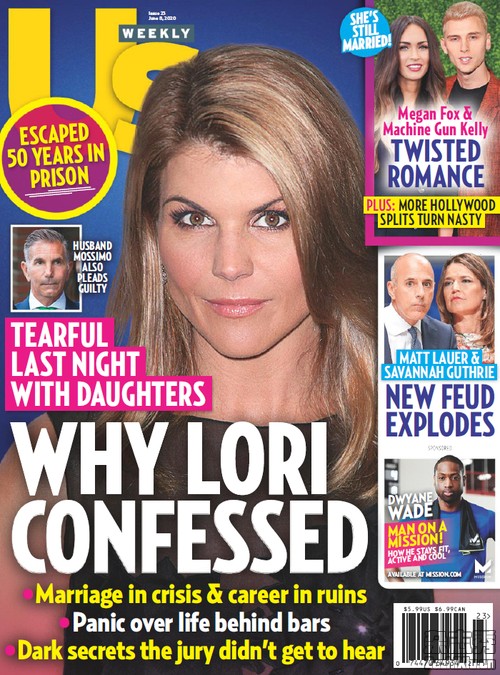 Us
WEEKLY
Issue 23
June 8, 2020
SHE'S
STILL
MARRIED!
Megan Fox &
Machine Gun Kelly
TWISTED
ROMANCE
PLUS: MORE HOLLYWOOD
SPLITS TURN NASTY
ESCAPED
50 YEARS IN
PRISON
HUSBAND
MOSSIMO
ALSO
PLEADS
GUILTY
TEARFUL
LAST NIGHT
WITH DAUGHTERS
WHY LORI
CONFESSED
•Marriage in crisis & career in ruins
•Panic over life behind bars
•Dark secrets the jury didn't get to hear
MATT LAUER &
SAVANNAH GUTHRIE
NEW FEUD
EXPLODES
SPONSORED
DWYANE
WADE
MAN ON A
MISSION!
HOW HE STAYS FIT,
ACTIVE AND COOL
AVAILABLE AT MISSION.COM
MISSION
$5.99US $6.99CAN
23>